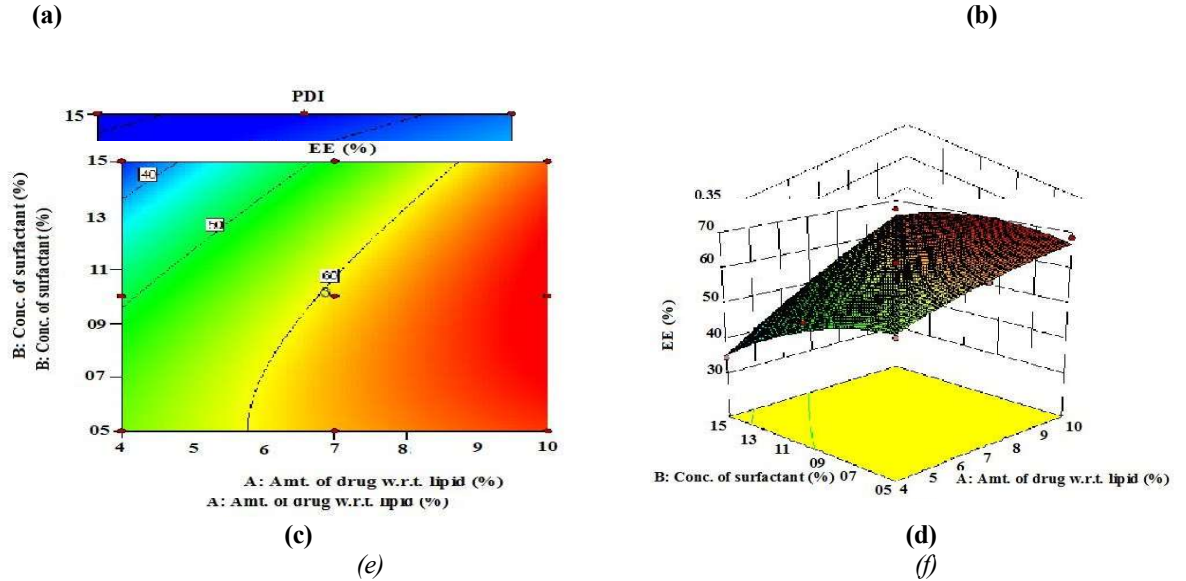 (a) (b)
PDI
15
EE (%)
15
40
50
60
13
11
09
07
05
B: Conc. of surfactant (%)
B: Conc. of surfactant (%)
4 5 6 7 8 9 10
A: Amt. of drug w.r.t. lipid (%)
A: Amt. of drug w.r.t. lipid (%)
0.35
70
60
50
40
30
EE (%)
15 13 11 09 07 05
B: Conc. of surfactant (%)
4 5 6 7 8 9 10
A: Amt. of drug w.r.t. lipid (%)
(c) (d)
(e) (f)